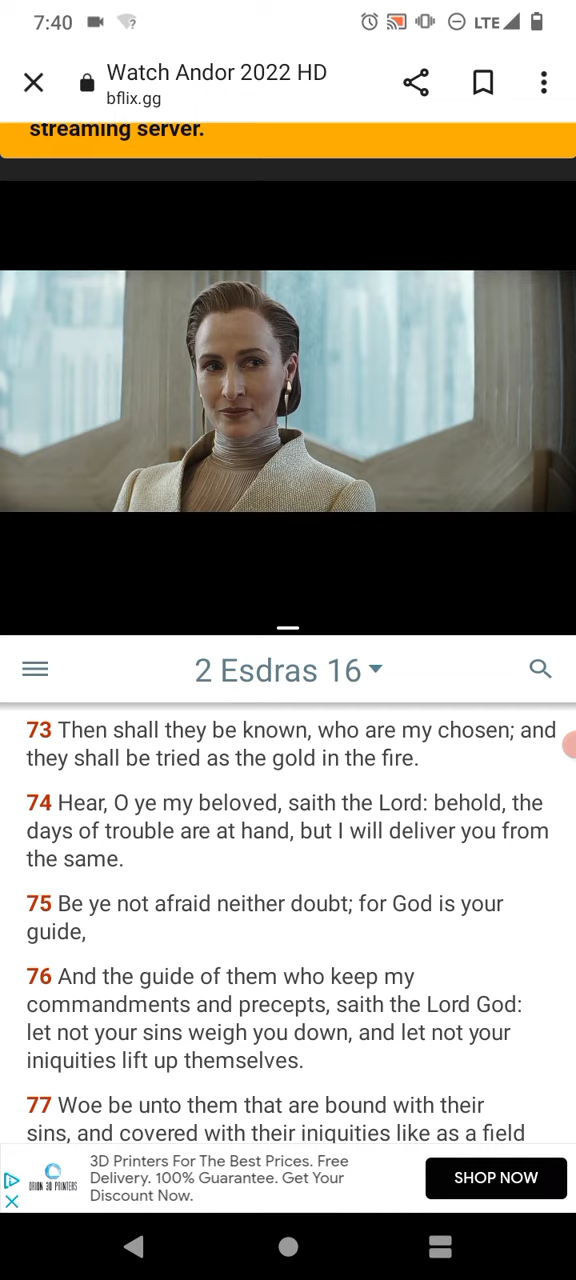 7:40 ? LTE
Watch Andor 2022 HD
bflix.gg
streaming server.
2 Esdras 16
73 Then shall they be known, who are my chosen; and
they shall be tried as the gold in the fire.
74 Hear, O ye my beloved, saith the Lord: behold, the
days of trouble are at hand, but I will deliver you from
the same.
75 Be ye not afraid neither doubt; for God is your
guide,
76 And the guide of them who keep my
commandments and precepts, saith the Lord God:
let not your sins weigh you down, and let not your
iniquities lift up themselves.
77 Woe be unto them that are bound with their
sins, and covered with their iniquities like as a field
3D Printers For The Best Prices. Free
Delivery. 100% Guarantee. Get Your
Discount Now.
ORION 3D PRINTERS
SHOP NOW